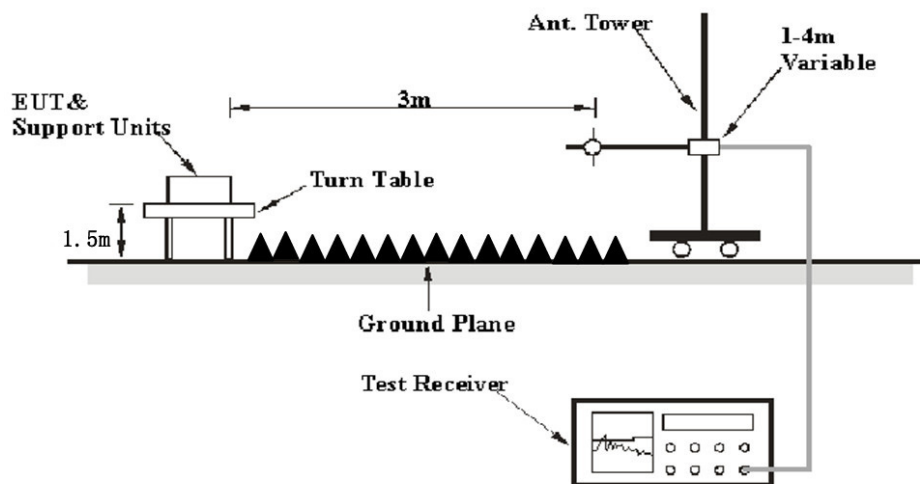 Ant. Tower
1-4m
Variable
3m
EUT&
Support Units
Turn Table
1.5m
Ground Plane
Test Receiver